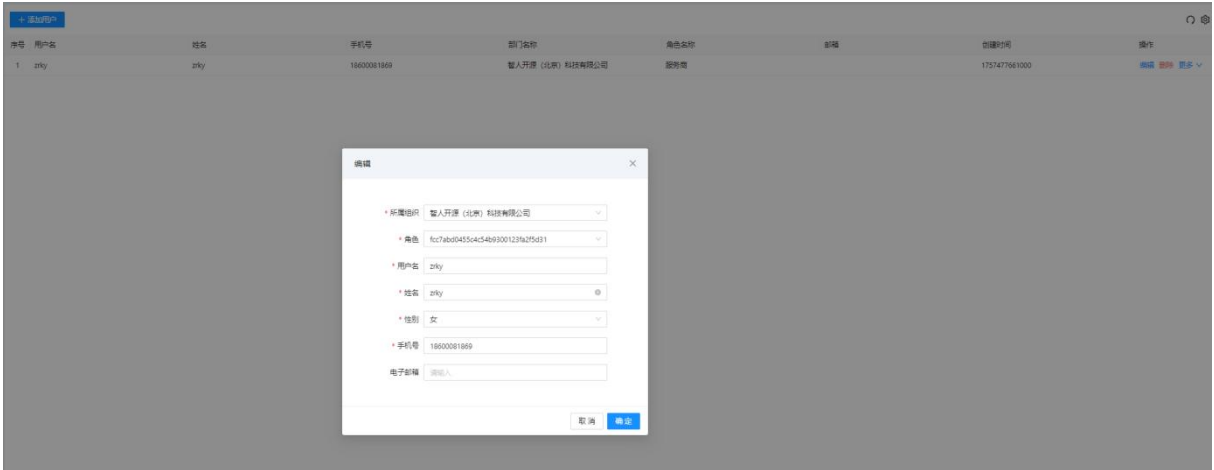 + 添加用户
序号 用户名 姓名 手机号 部门名称 角色名称 邮箱 创建时间 操作
1 zrky zrky 18600081869 智人开源（北京）科技有限公司 服务商 1757477661000 编辑 删除 更多
编辑
* 所属组织 智人开源（北京）科技有限公司
* 角色 fcc7abd0455c4c54b9300123fa2f5d31
* 用户名 zrky
* 姓名 zrky
* 性别 女
* 手机号 18600081869
电子邮箱 请输入
取消 确定